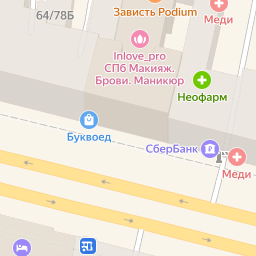 Зависть Podium
64/78Б
Меди
Inlove_pro
СПб Макияж.
Брови. Маникюр
Неофарм
Буквоед
СберБанк
Меди